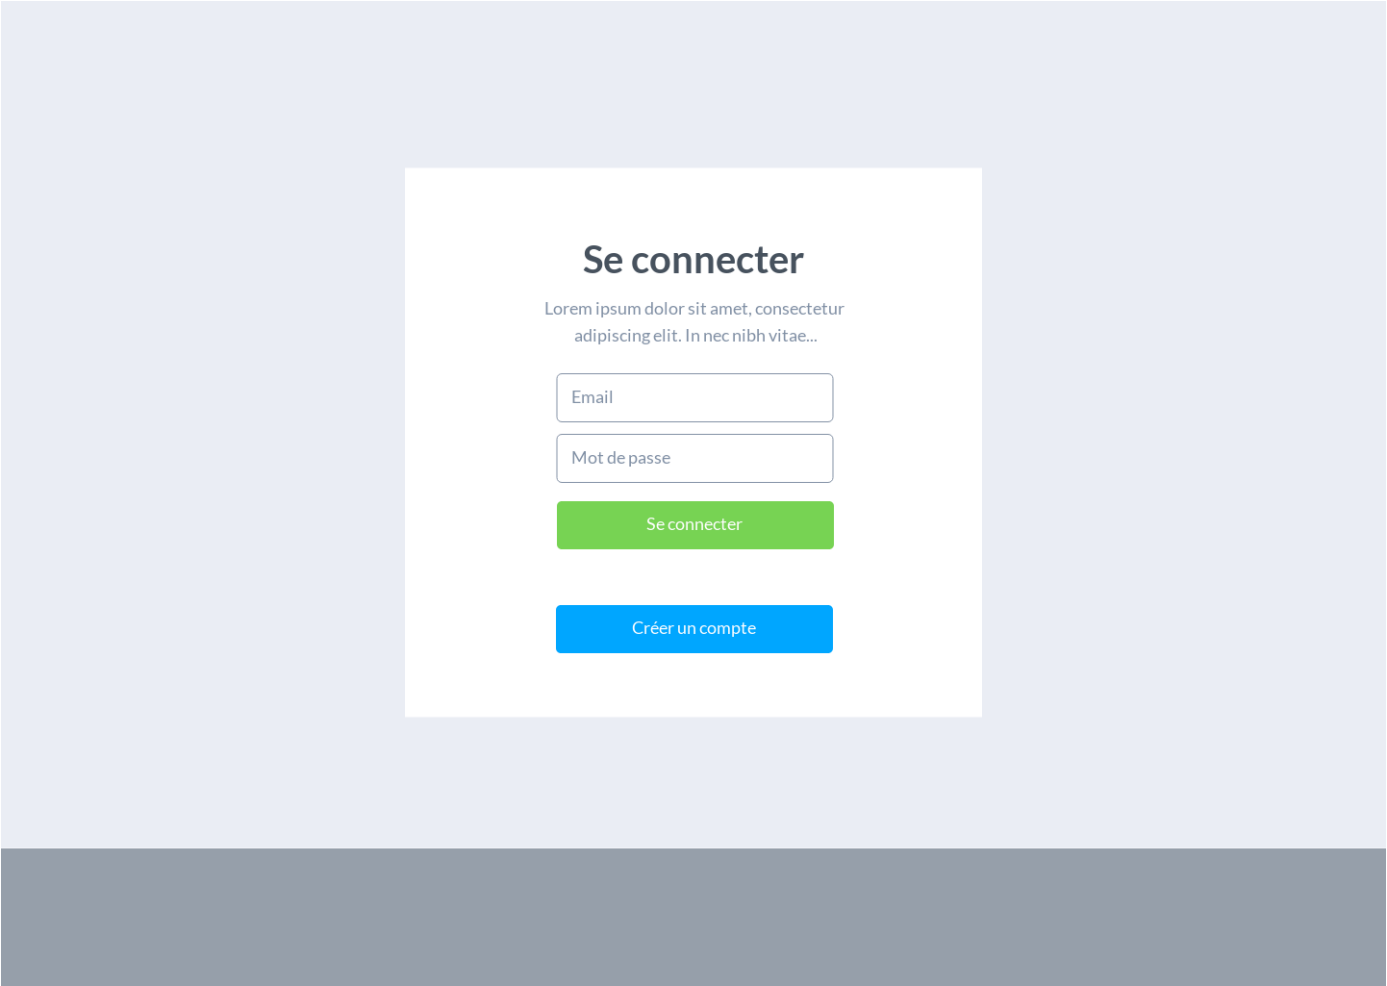 Se connecter
Lorem ipsum dolor sit amet, consectetur
adipiscing elit. In nec nibh vitae...
Email
Mot de passe
Se connecter
Créer un compte